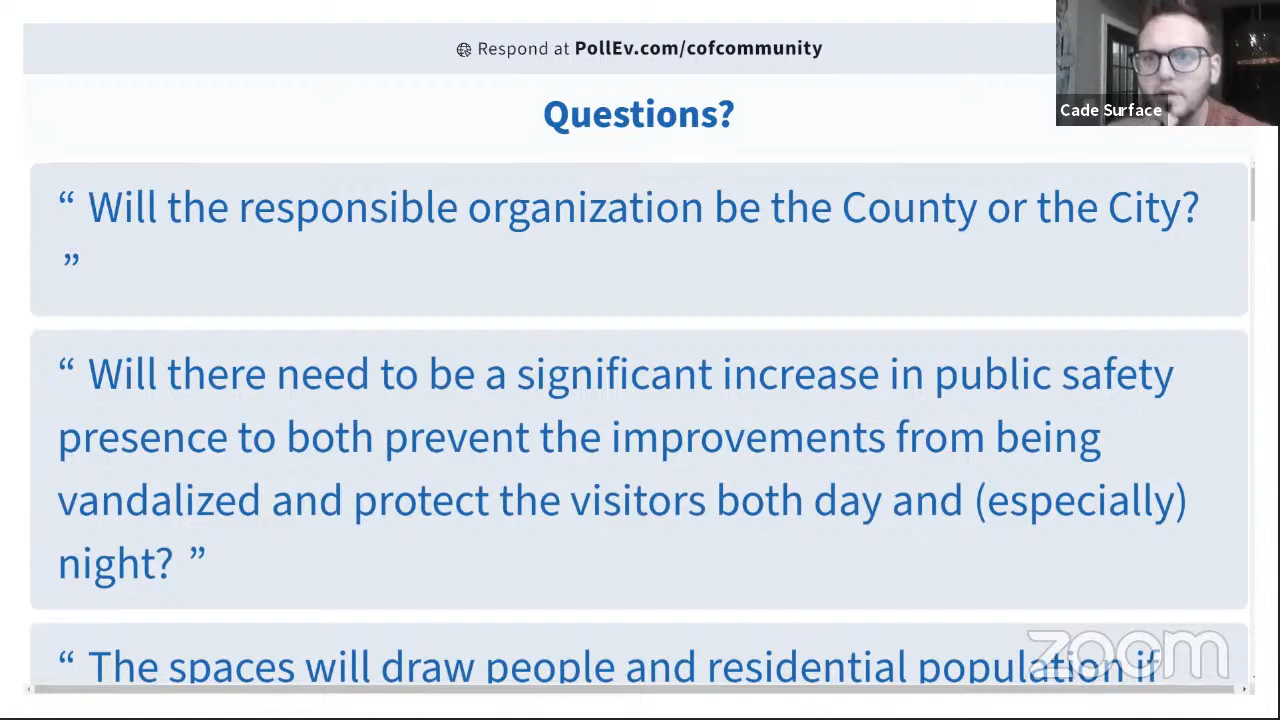 Respond at PollEv.com/cofcommunity
Cade Surface
Questions?
“ Will the responsible organization be the County or the City?
”
“ Will there need to be a significant increase in public safety
presence to both prevent the improvements from being
vandalized and protect the visitors both day and (especially)
night? ”
“ The spaces will draw people and residential population if
zoom